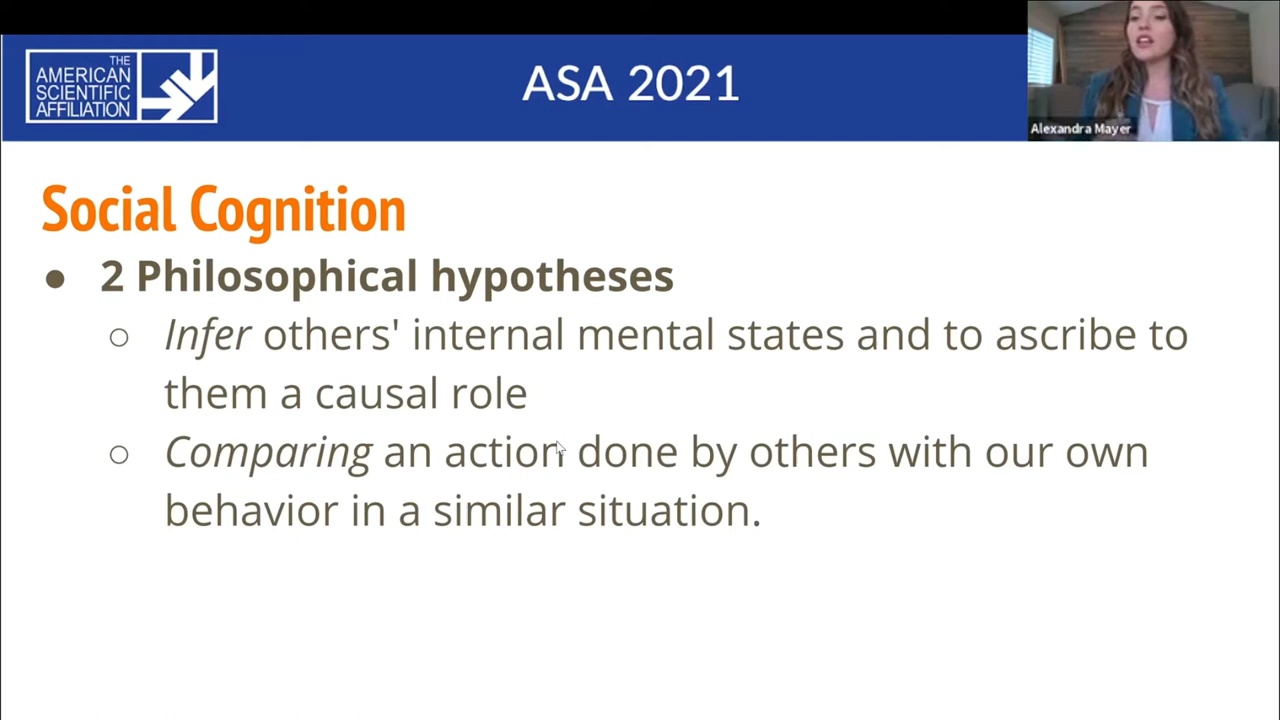 THE
AMERICAN
SCIENTIFIC
AFFILIATION
ASA 2021
Alexandra Mayer
Social Cognition
● 2 Philosophical hypotheses
○ Infer others' internal mental states and to ascribe to
them a causal role
○ Comparing an action done by others with our own
behavior in a similar situation.